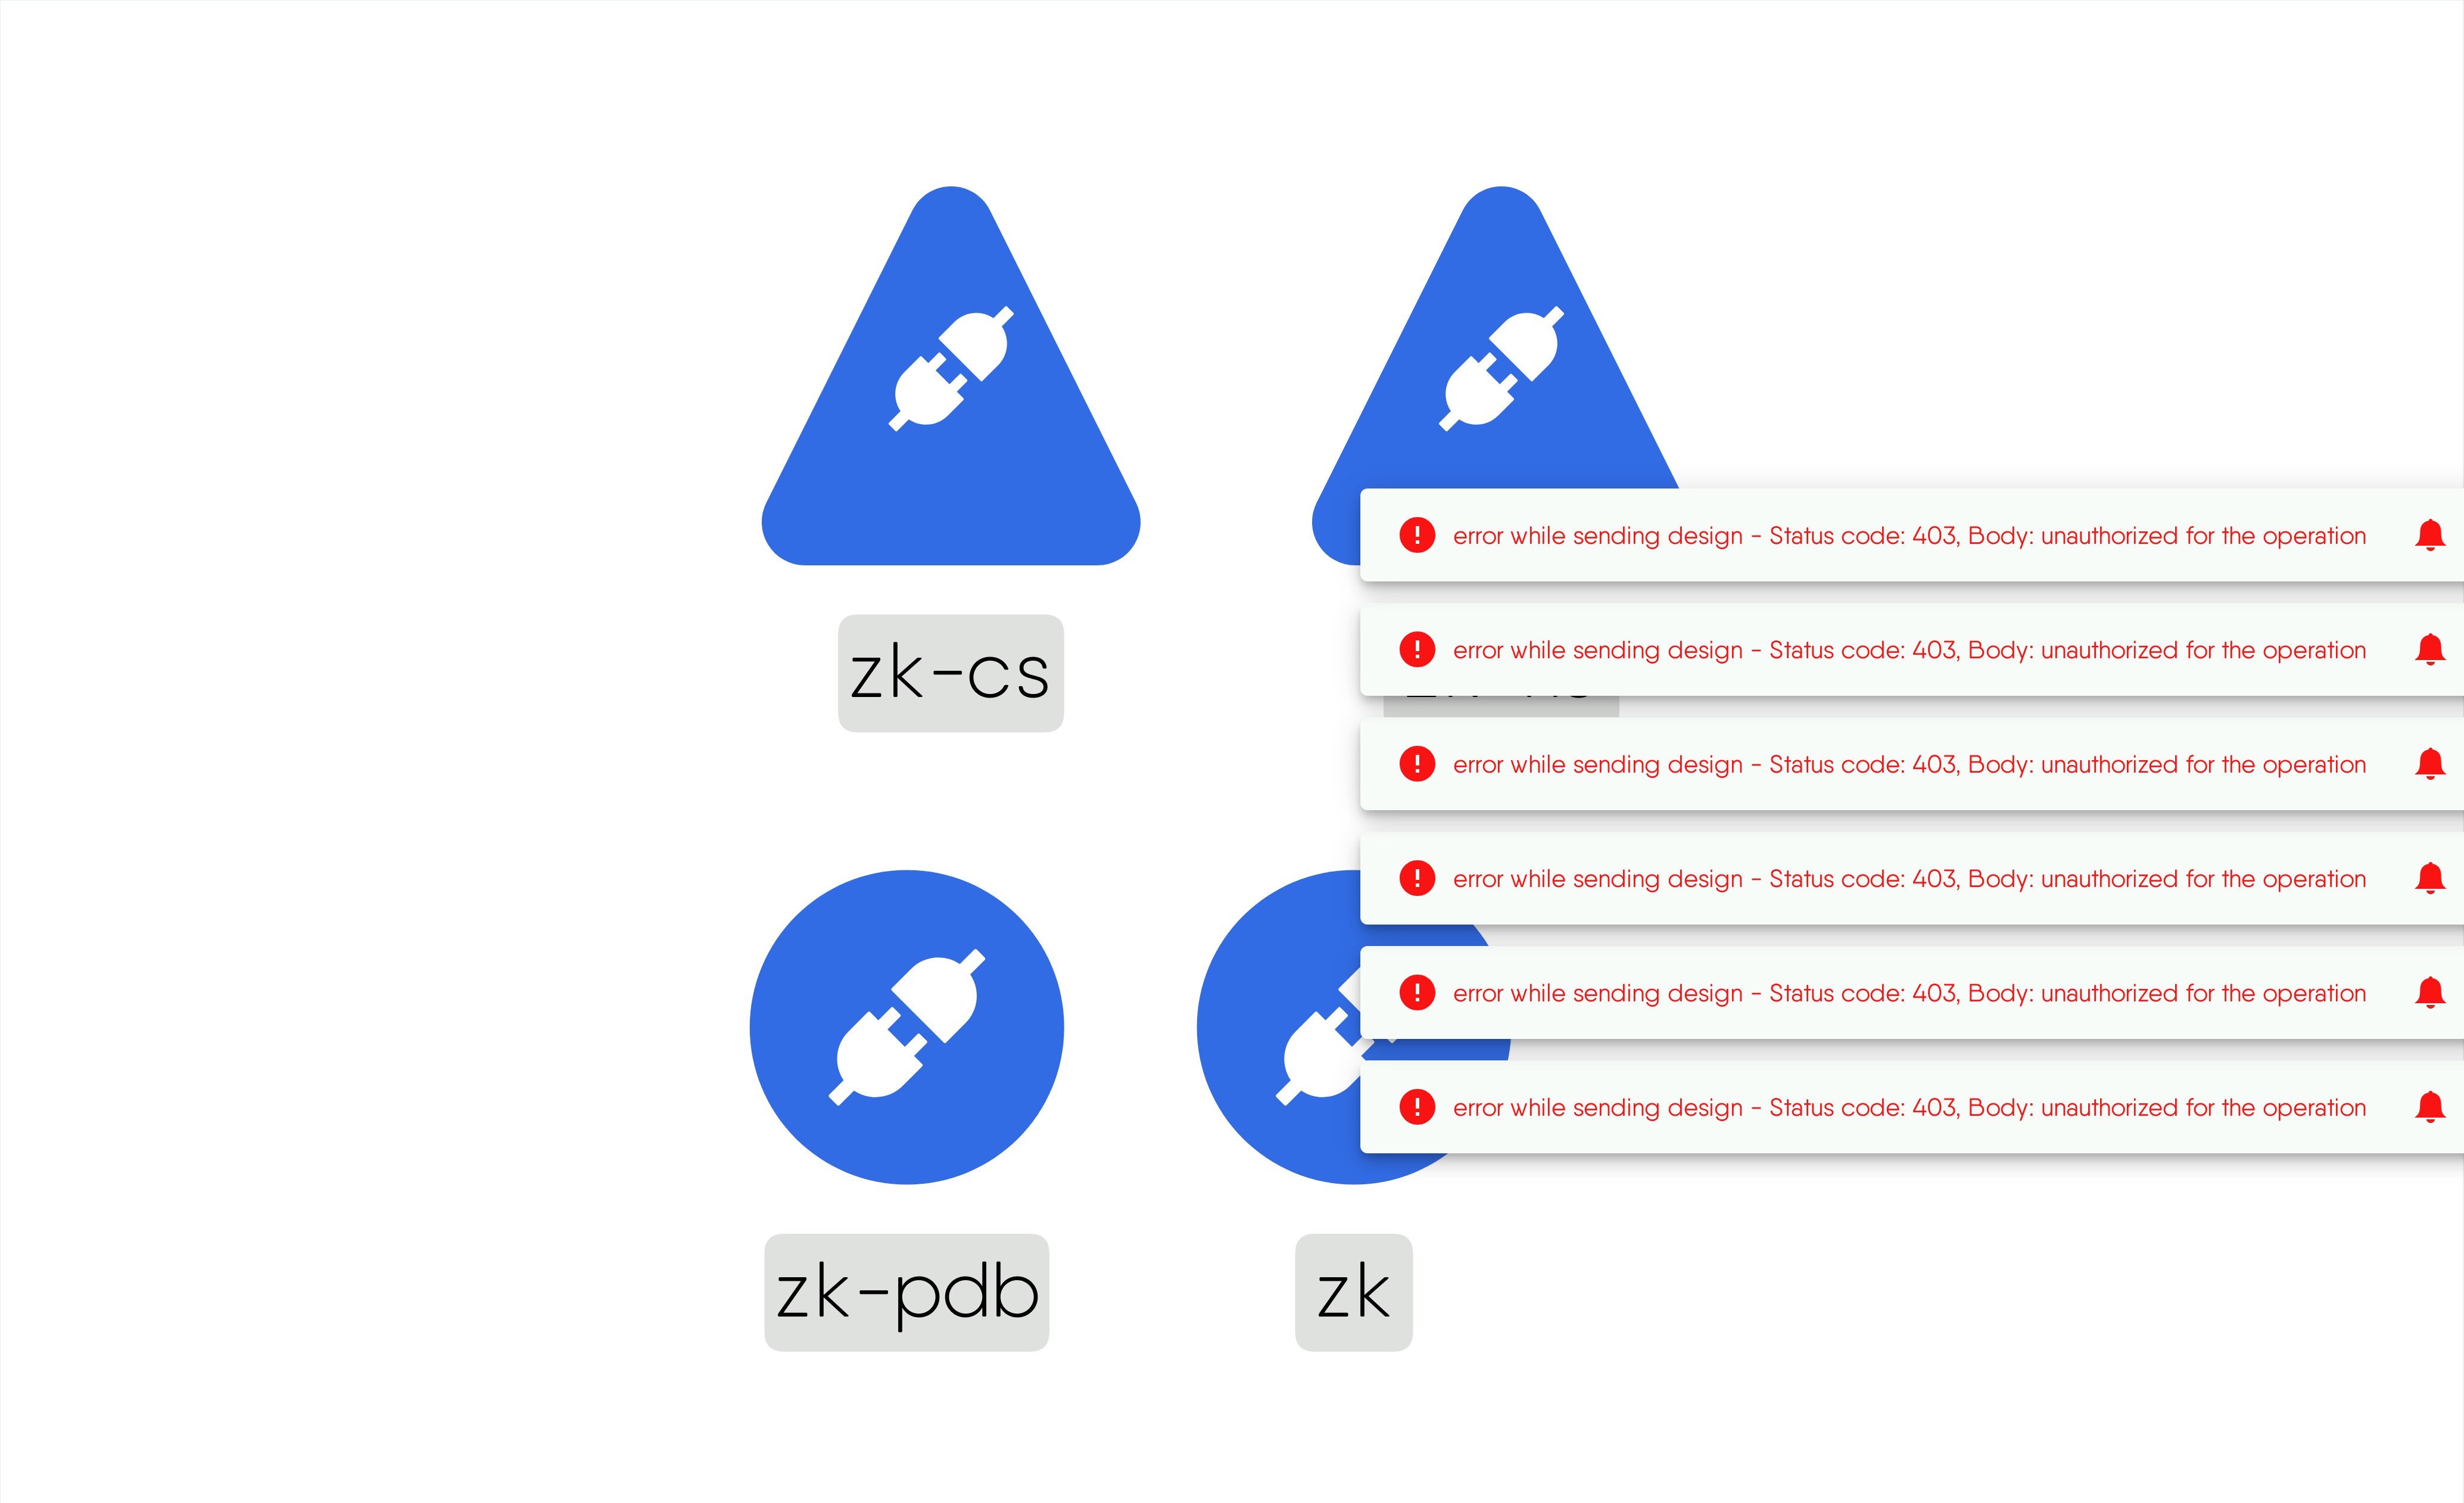 error while sending design - Status code: 403, Body: unauthorized for the operation
error while sending design - Status code: 403, Body: unauthorized for the operation
zk-cs
error while sending design - Status code: 403, Body: unauthorized for the operation
error while sending design - Status code: 403, Body: unauthorized for the operation
error while sending design - Status code: 403, Body: unauthorized for the operation
error while sending design - Status code: 403, Body: unauthorized for the operation
zk-pdb
zk